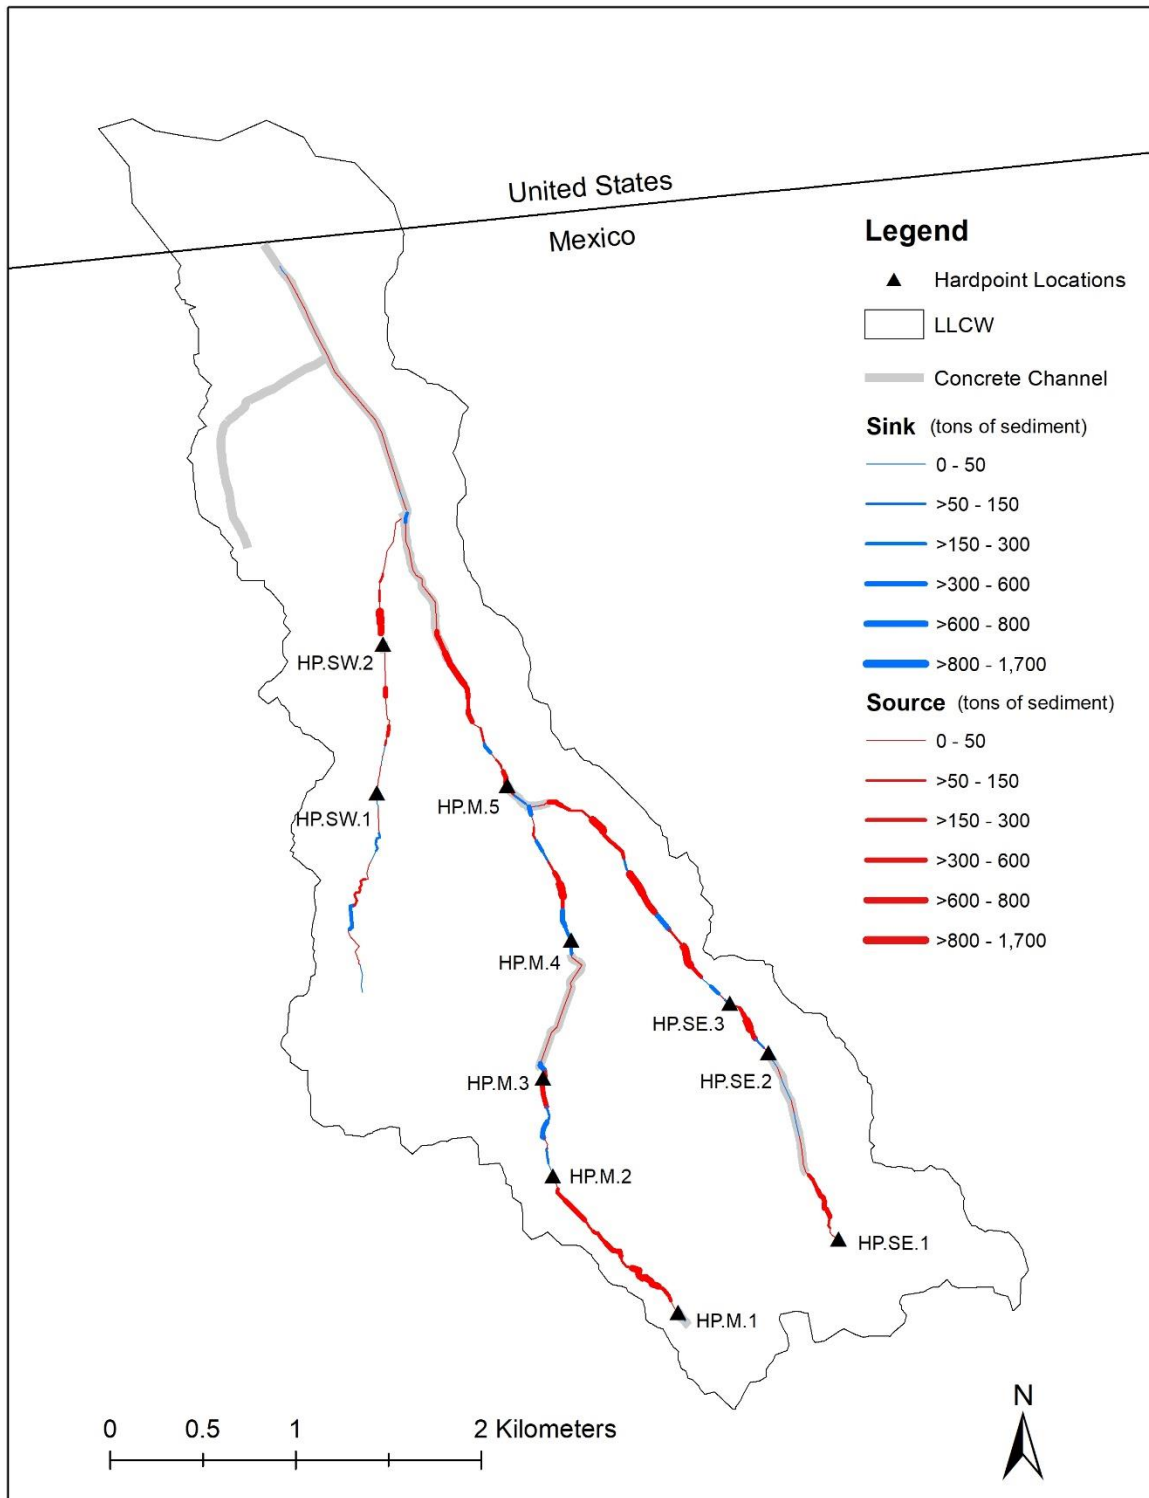 United States
Mexico
Legend
Hardpoint Locations
LLCW
Concrete Channel
Sink (tons of sediment)
0 - 50
>50 - 150
>150 - 300
>300 - 600
>600 - 800
>800 - 1,700
Source (tons of sediment)
0 - 50
>50 - 150
>150 - 300
>300 - 600
>600 - 800
>800 - 1,700
HP.SW.2
HP.M.5
HP.SW.1
HP.M.4
HP.SE.3
HP.SE.2
HP.M.3
HP.M.2
HP.SE.1
HP.M.1
N
0 0.5 1 2 Kilometers